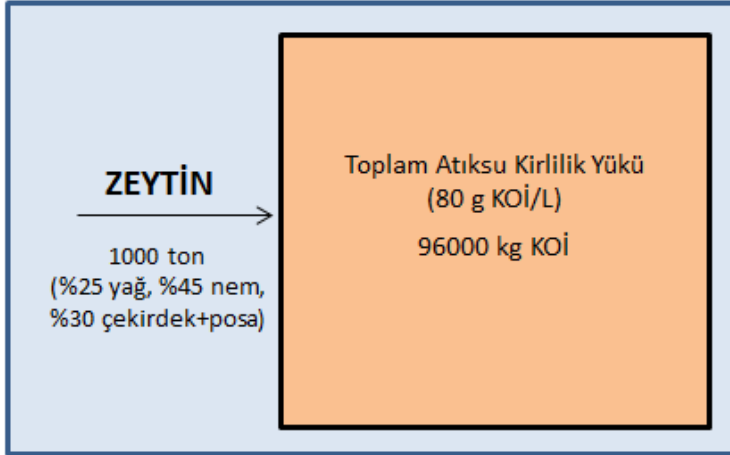 ZEYTİN
1000 ton
(%25 yağ, %45 nem,
%30 çekirdek+posa)
Toplam Atıksu Kirlilik Yükü
(80 g KOİ/L)
96000 kg KOİ